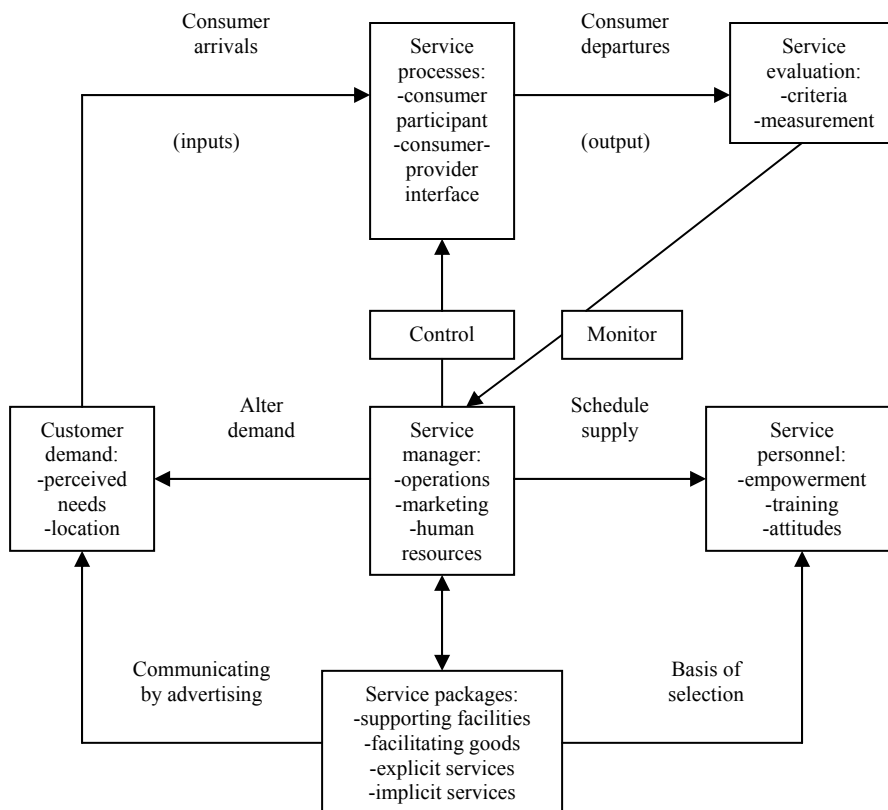 Consumer
arrivals
Service
processes:
-consumer
participant
-consumer-
provider
interface
Consumer
departures
Service
evaluation:
-criteria
-measurement
(inputs)
(output)
Control
Monitor
Customer
demand:
-perceived
needs
-location
Alter
demand
Service
manager:
-operations
-marketing
-human
resources
Schedule
supply
Service
personnel:
-empowerment
-training
-attitudes
Communicating
by advertising
Service packages:
-supporting facilities
-facilitating goods
-explicit services
-implicit services
Basis of
selection